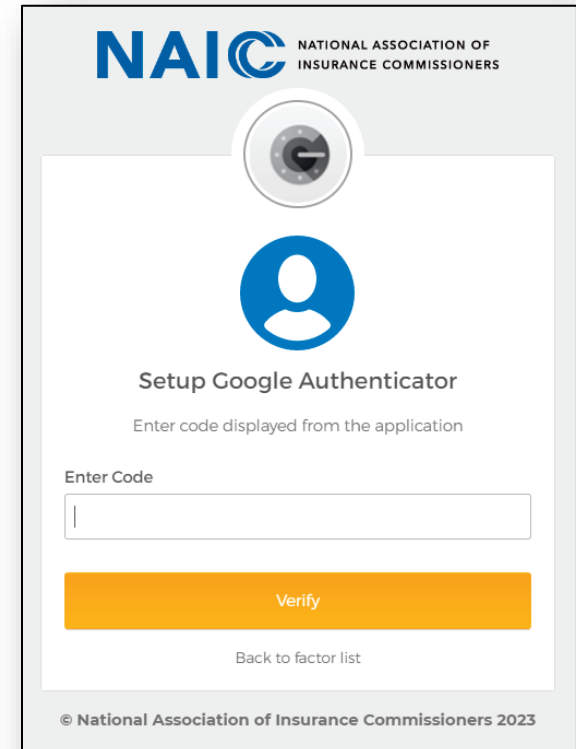 NAIC NATIONAL ASSOCIATION OF
INSURANCE COMMISSIONERS
Setup Google Authenticator
Enter code displayed from the application
Enter Code
Verify
Back to factor list
© National Association of Insurance Commissioners 2023